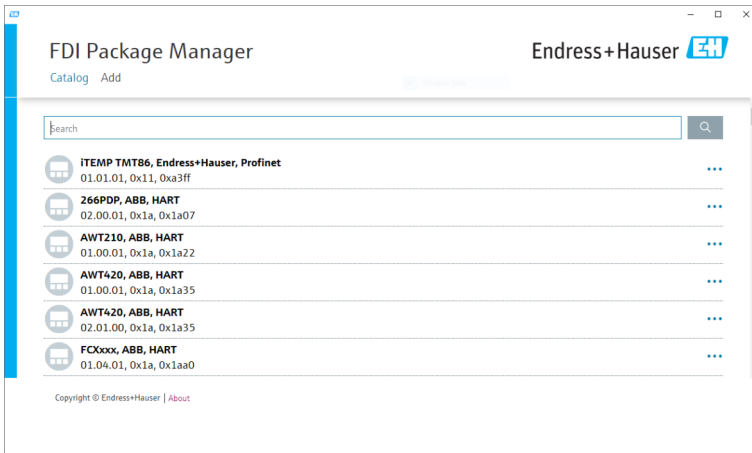 FDI Package Manager
Endress+Hauser EH
Catalog Add
Search
iTEMP TMT86, Endress+Hauser, Profinet
01.01.01, 0x11, 0xa3ff
266PDP, ABB, HART
02.00.01, 0x1a, 0x1a07
AWT210, ABB, HART
01.00.01, 0x1a, 0x1a22
AWT420, ABB, HART
01.00.01, 0x1a, 0x1a35
AWT420, ABB, HART
02.01.00, 0x1a, 0x1a35
FCXxxx, ABB, HART
01.04.01, 0x1a, 0x1aa0
Copyright © Endress+Hauser | About